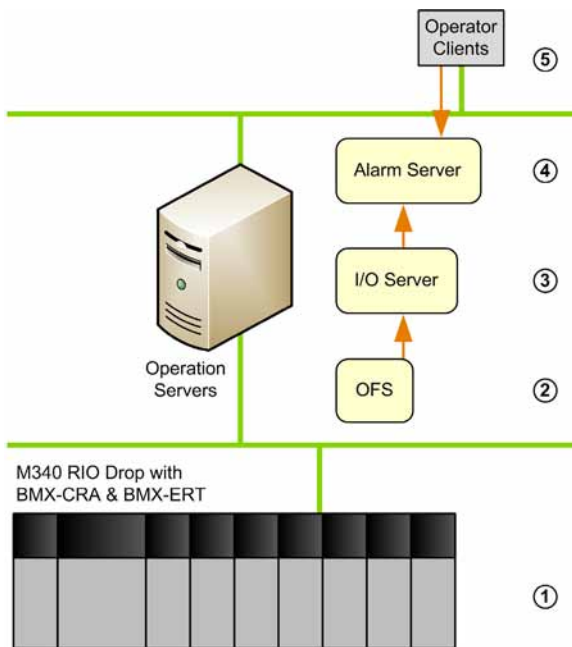 Operator
Clients
⑤
Alarm Server
④
I/O Server
③
Operation
Servers
OFS
②
M340 RIO Drop with
BMX-CRA & BMX-ERT
①